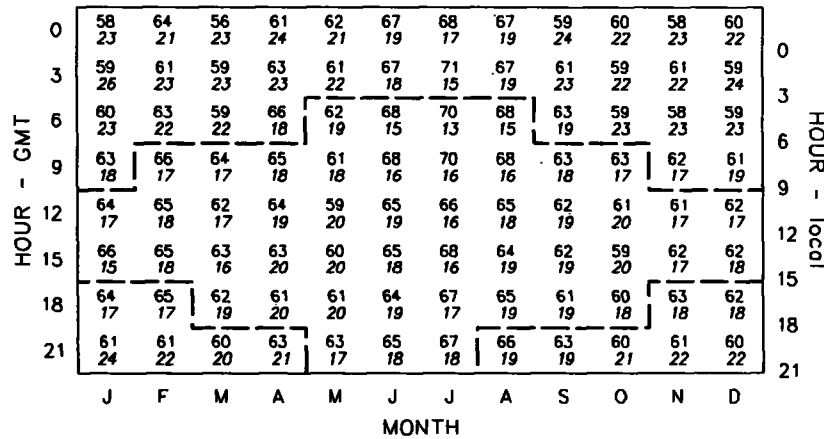 58 64 56 61 62 67 68 67 59 60 58 60
0 23 21 23 24 21 19 17 19 24 22 23 22 0
59 61 59 63 61 67 71 67 61 59 61 59
3 26 23 23 23 22 18 15 19 23 22 22 24
3
60 63 59 66 62 68 70 68 63 59 58 59
6 23 22 22 18 19 15 13 15 19 23 23 23
6
63 66 64 65 61 68 70 68 63 63 62 61
9 18 17 17 18 18 16 16 16 18 17 17 19
9
64 65 62 64 59 65 66 65 62 61 61 62
12 17 18 17 19 20 19 16 18 19 20 17 17
12
66 65 63 63 60 65 68 64 62 59 62 62
15 15 18 16 20 20 18 16 19 19 20 17 18
15
64 65 62 61 61 64 67 65 61 60 63 62
18 17 17 19 20 20 19 17 19 19 18 18 18
18
61 61 60 63 63 65 67 66 63 60 61 60
21 24 22 20 21 17 18 18 19 19 21 22 22
21
J F M A M J J A S O N D
MONTH
HOUR - GMT
HOUR - local